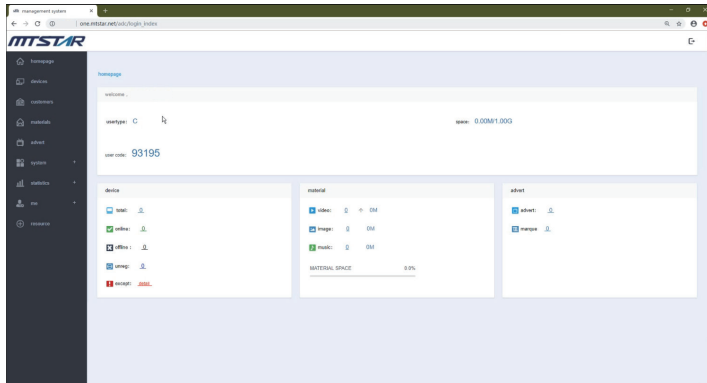 management system
one.mtstar.net/adc/login_index
MTSTAR
homepage
devices
customers
materials
advert
system
statistics
me
resource
homepage
welcome .
usertype: C
space: 0.00M/1.00G
user code: 93195
device
total: 0
online: 0
offline : 0
unreg: 0
except:
material
video: 0 0M
image: 0 0M
music: 0 0M
MATERIAL SPACE 0.0%
advert
advert: 0
marque 0